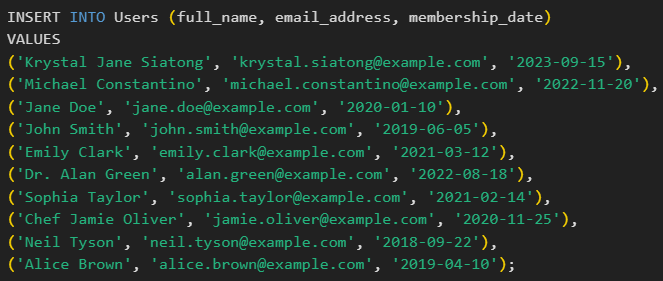 INSERT INTO Users (full_name, email_address, membership_date)
VALUES
('Krystal Jane Siatong', 'krystal.siatong@example.com', '2023-09-15'),
('Michael Constantino', 'michael.constantino@example.com', '2022-11-20'),
('Jane Doe', 'jane.doe@example.com', '2020-01-10'),
('John Smith', 'john.smith@example.com', '2019-06-05'),
('Emily Clark', 'emily.clark@example.com', '2021-03-12'),
('Dr. Alan Green', 'alan.green@example.com', '2022-08-18'),
('Sophia Taylor', 'sophia.taylor@example.com', '2021-02-14'),
('Chef Jamie Oliver', 'jamie.oliver@example.com', '2020-11-25'),
('Neil Tyson', 'neil.tyson@example.com', '2018-09-22'),
('Alice Brown', 'alice.brown@example.com', '2019-04-10');